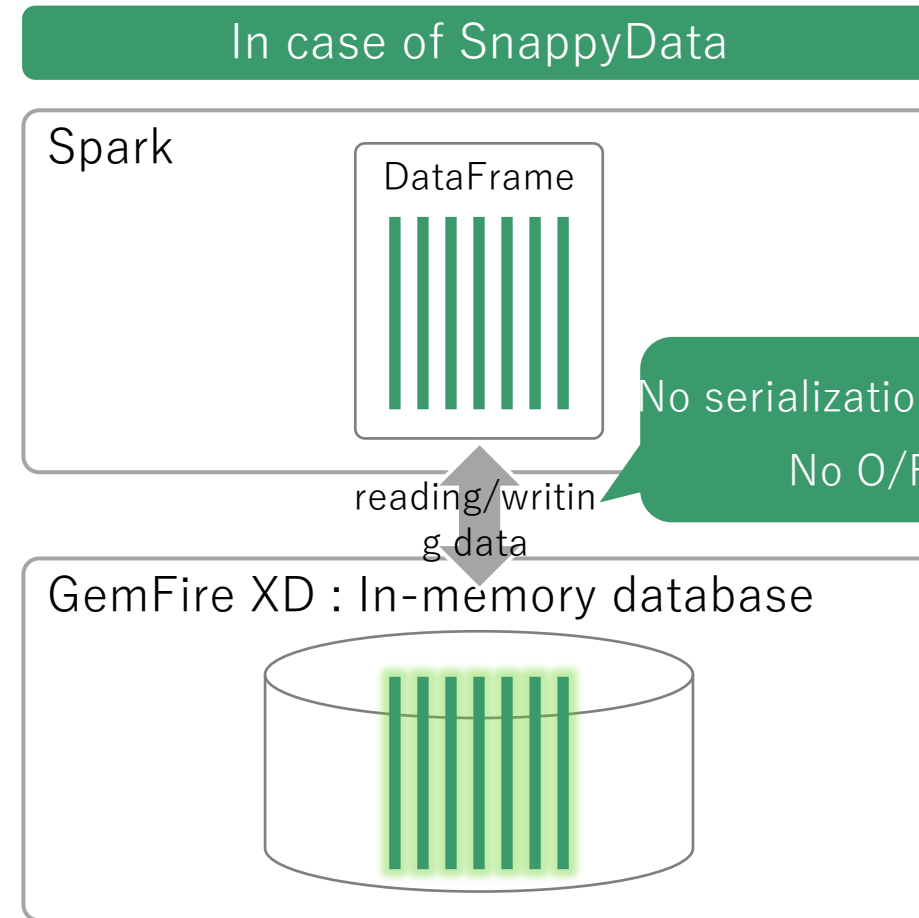 In case of SnappyData
Spark
DataFrame
No serializatio
No O/
reading/writin
g data
GemFire XD : In-memory database